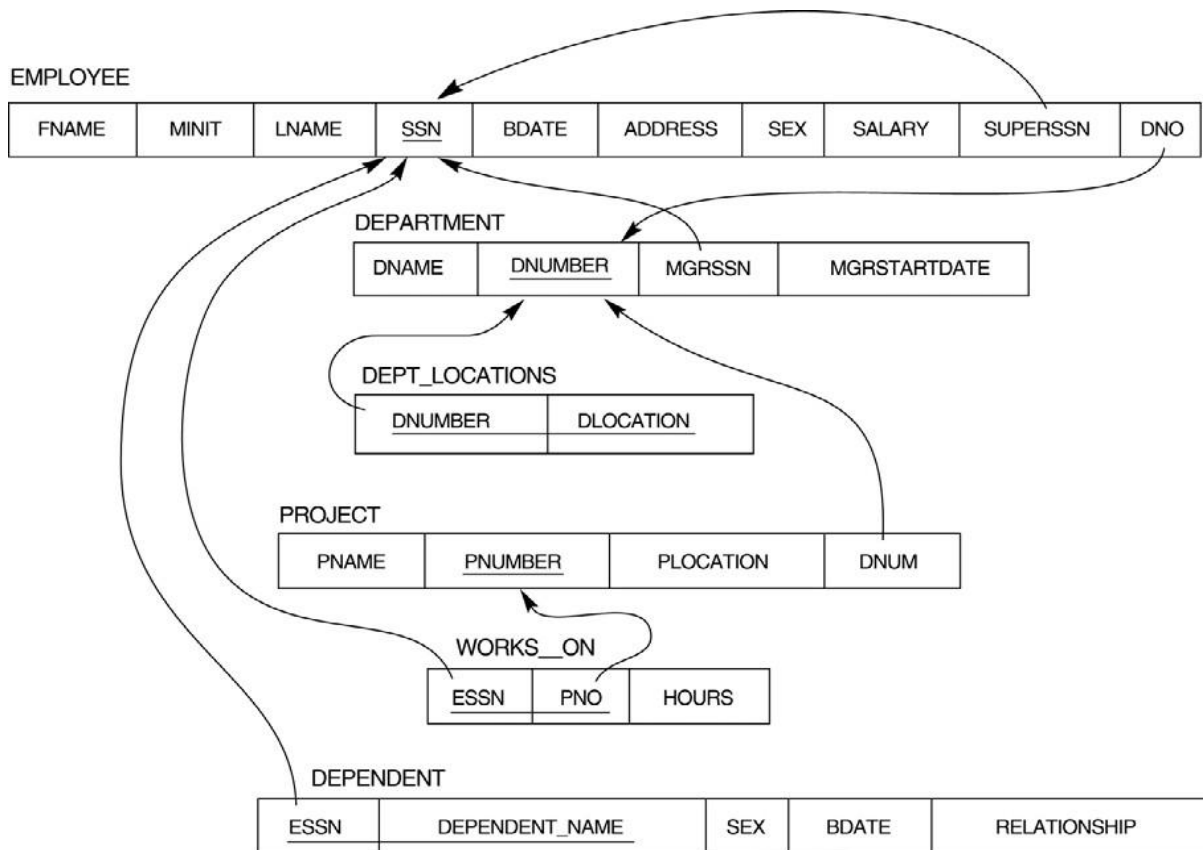 EMPLOYEE
FNAME MINIT LNAME SSN BDATE ADDRESS SEX SALARY SUPERSSN DNO
DEPARTMENT
DNAME DNUMBER MGRSSN MGRSTARTDATE
DEPT_LOCATIONS
DNUMBER DLOCATION
PROJECT
PNAME PNUMBER PLOCATION DNUM
WORKS__ON
ESSN PNO HOURS
DEPENDENT
ESSN DEPENDENT_NAME SEX BDATE RELATIONSHIP